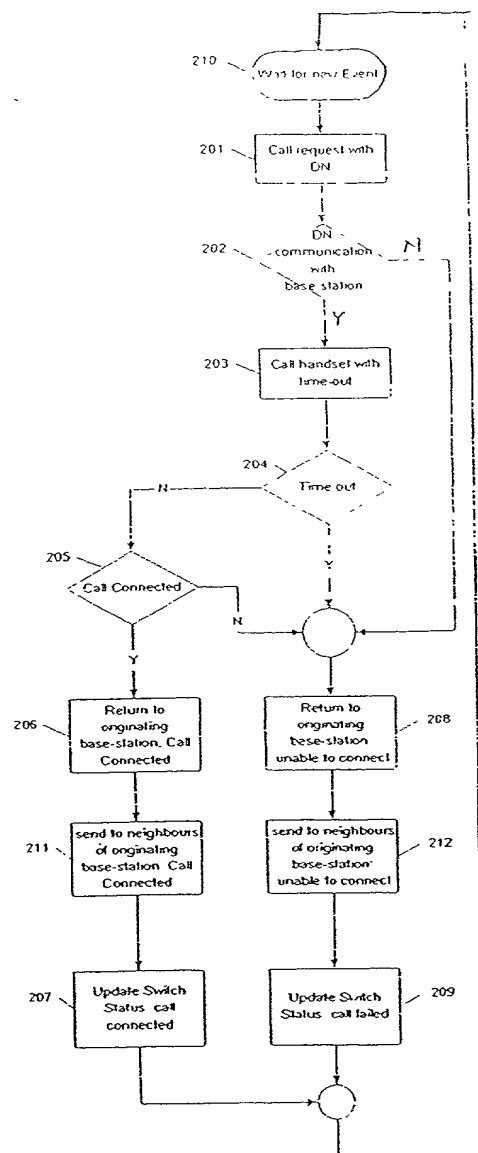 210
Wait for new Event
201
Call request with
DN
202
DN
communication
with
base station
N
Y
203
Call handset with
time-out
204
Time out
N
Y
205
Call Connected
N
Y
206
Return to
originating
base-station. Call
Connected
208
Return to
originating
base-station
unable to connect
211
send to neighbours
of originating
base-station Call
Connected
212
send to neighbours
of originating
base-station
unable to connect
207
Update Switch
Status call
connected
209
Update Switch
Status call failed